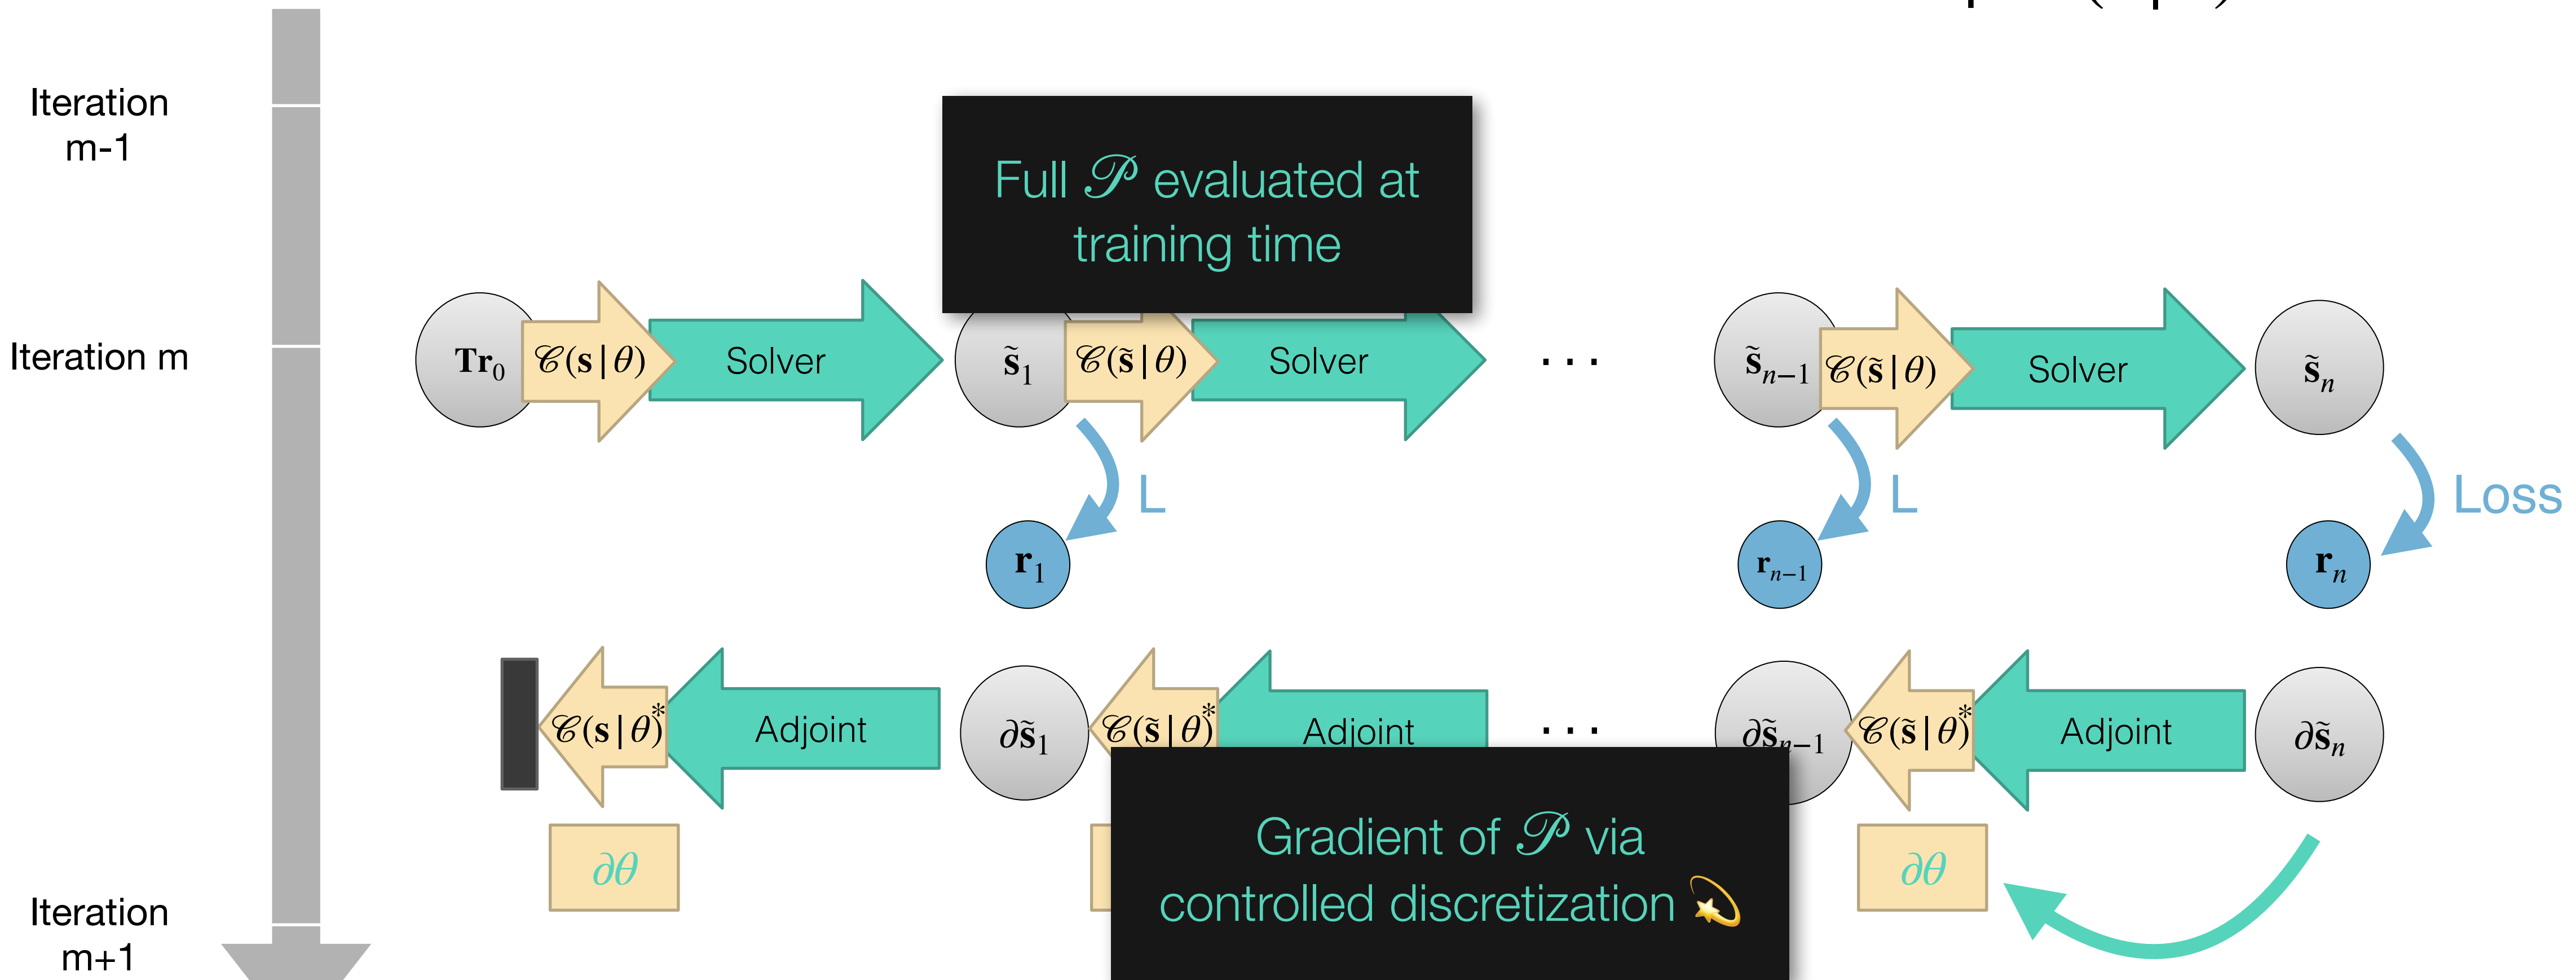 Iteration
m-1
Full 𝒫 evaluated at
training time
Iteration m
Tr₀
𝒞(s|θ)
Solver
s̃₁
𝒞(s̃|θ)
Solver
···
s̃ₙ₋₁
𝒞(s̃|θ)
Solver
s̃ₙ
L
L
Loss
r₁
rₙ₋₁
rₙ
𝒞(s|θ)*
Adjoint
∂s̃₁
𝒞(s̃|θ)*
Adjoint
···
∂s̃ₙ₋₁
𝒞(s̃|θ)*
Adjoint
∂s̃ₙ
∂θ
Gradient of 𝒫 via
controlled discretization 💫
∂θ
Iteration
m+1